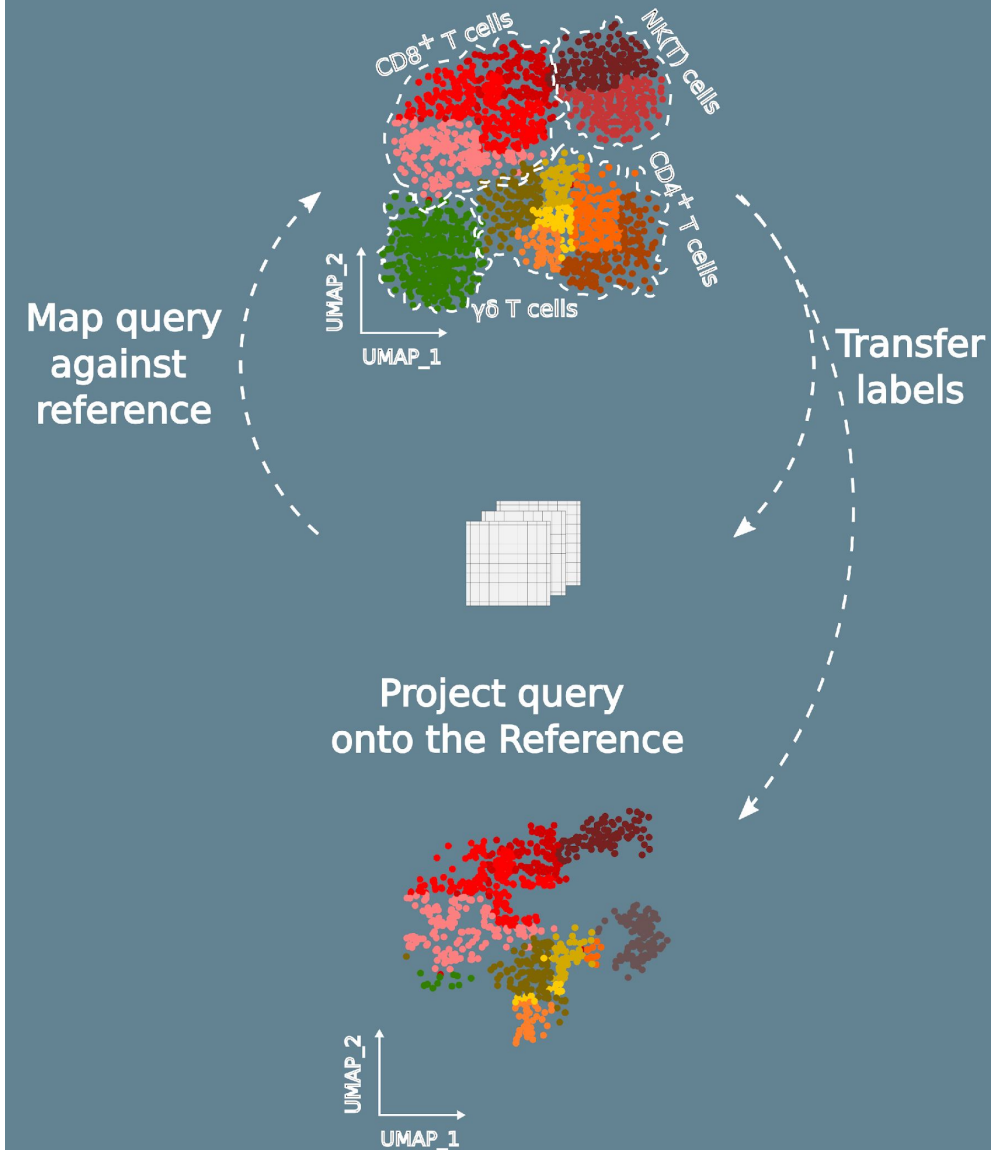 CD8+ T cells
NK(T) cells
CD4+ T cells
γδ T cells
UMAP_2
UMAP_1
Map query
against
reference
Transfer
labels
Project query
onto the Reference
UMAP_2
UMAP_1